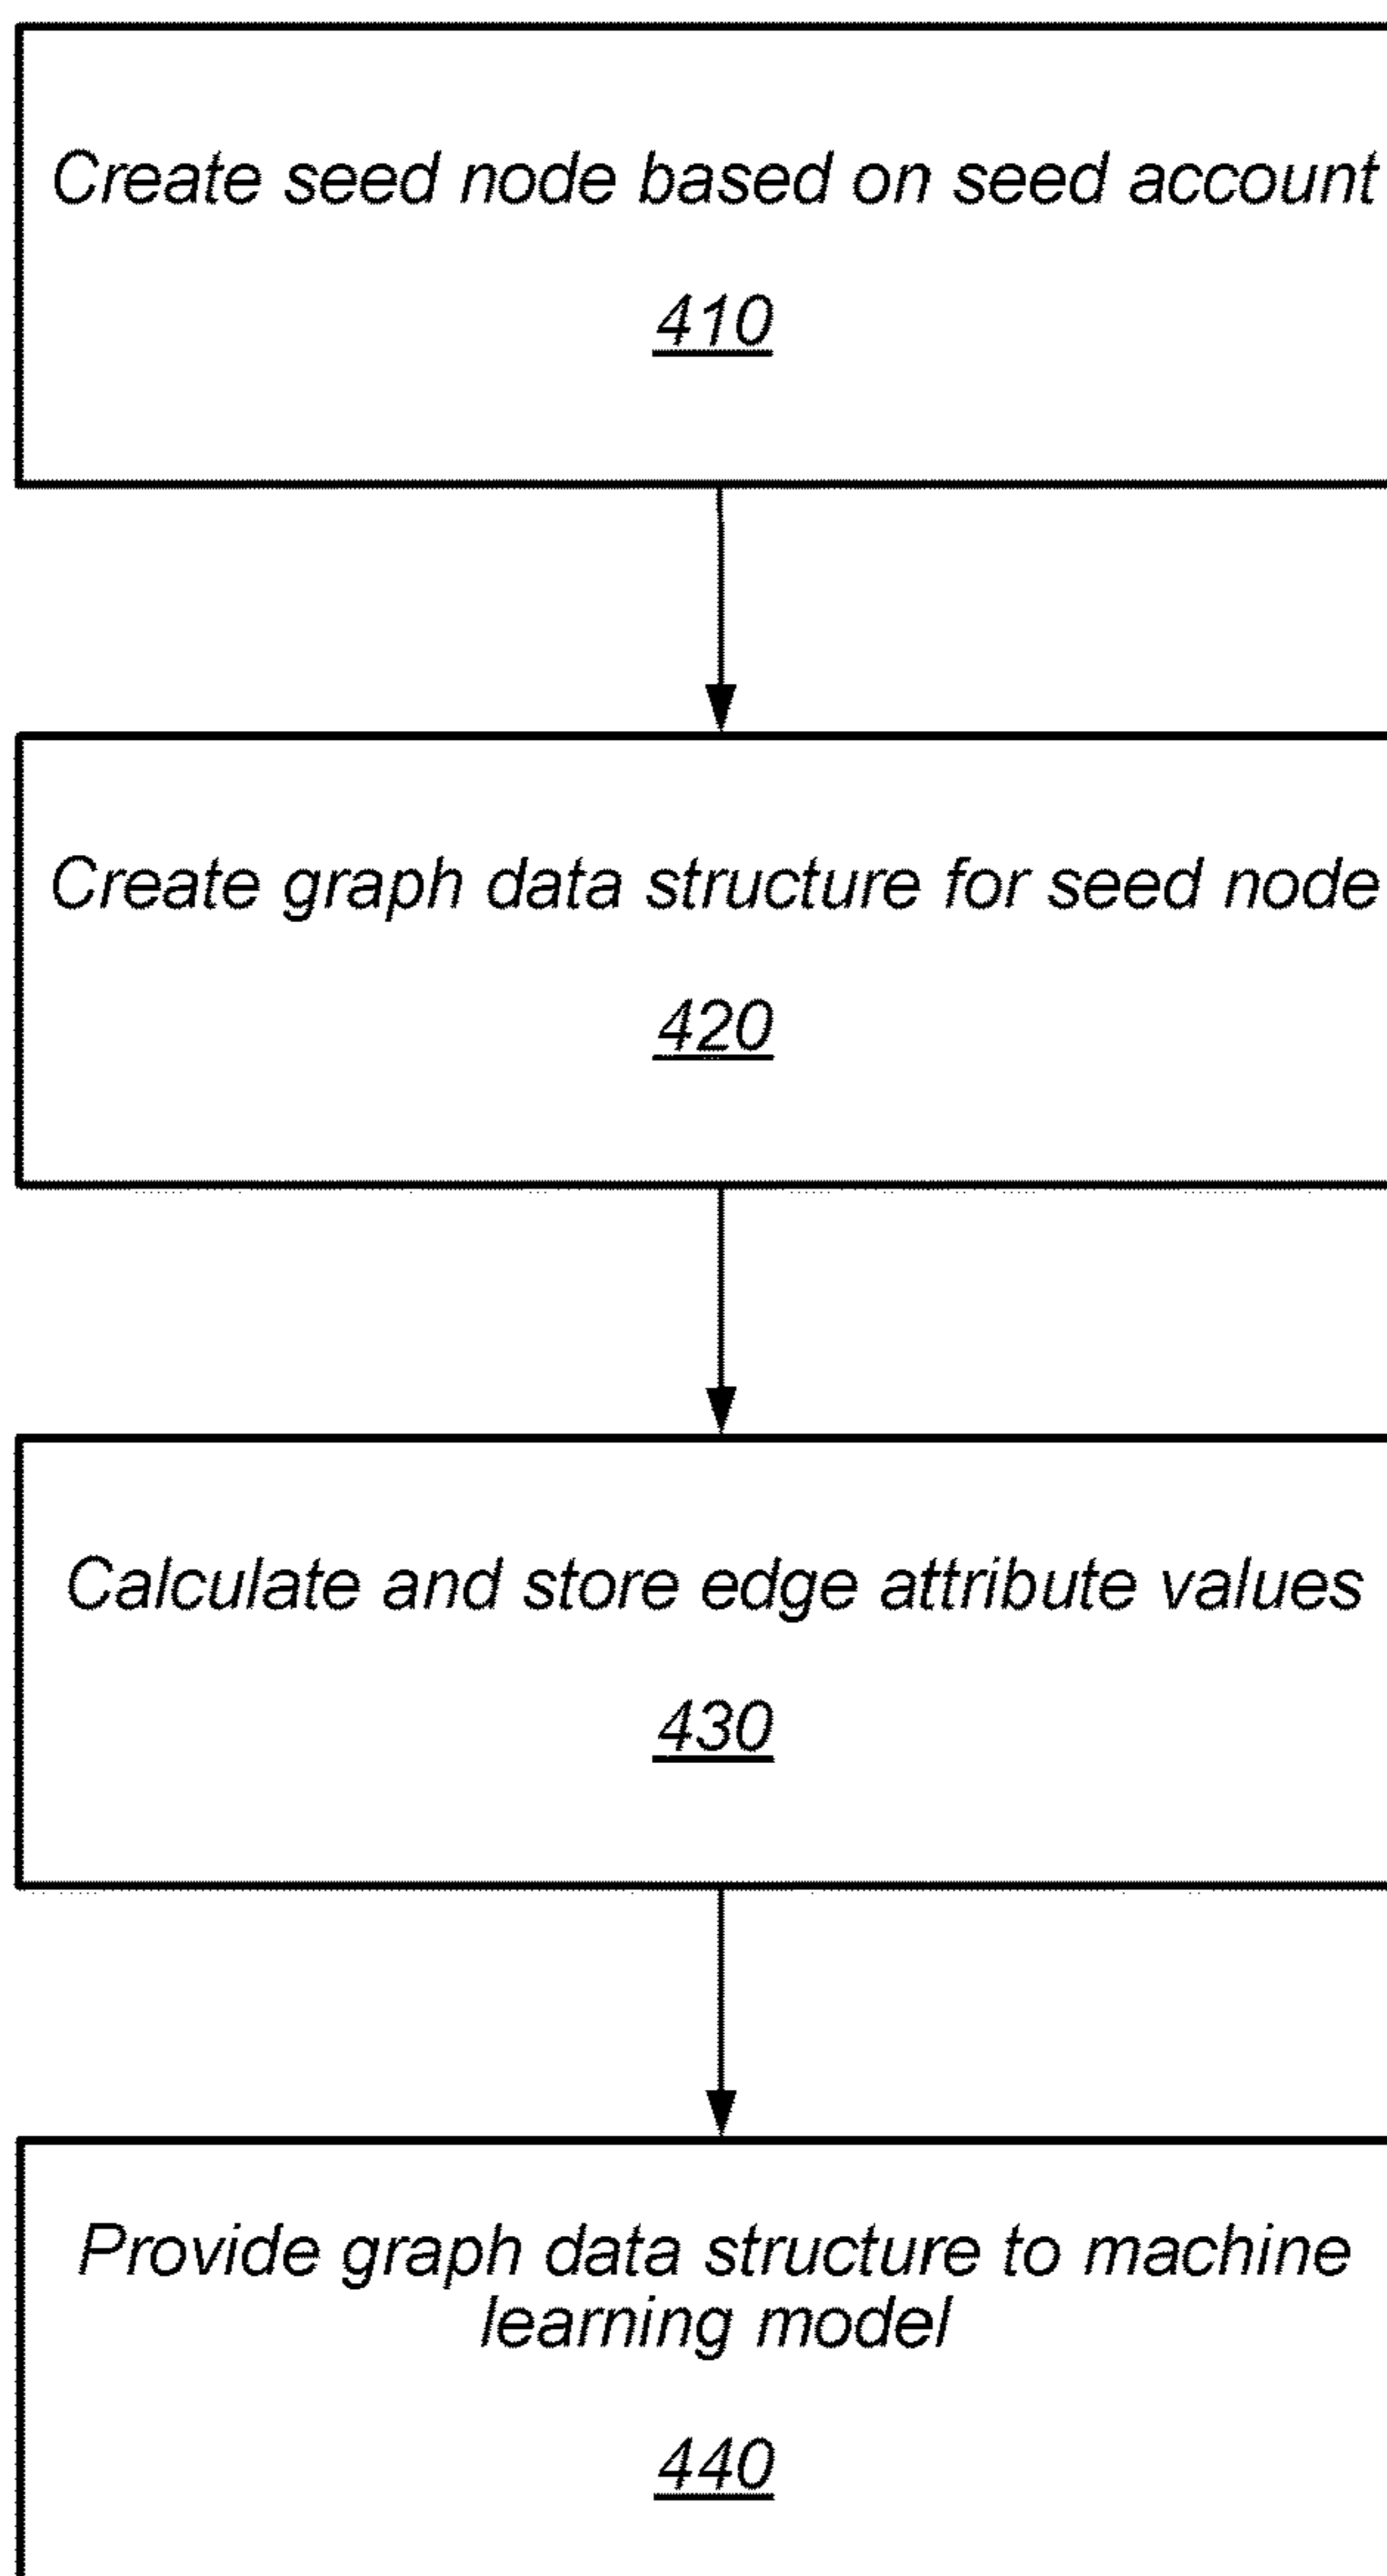 Create seed node based on seed account
410
Create graph data structure for seed node
420
Calculate and store edge attribute values
430
Provide graph data structure to machine
learning model
440